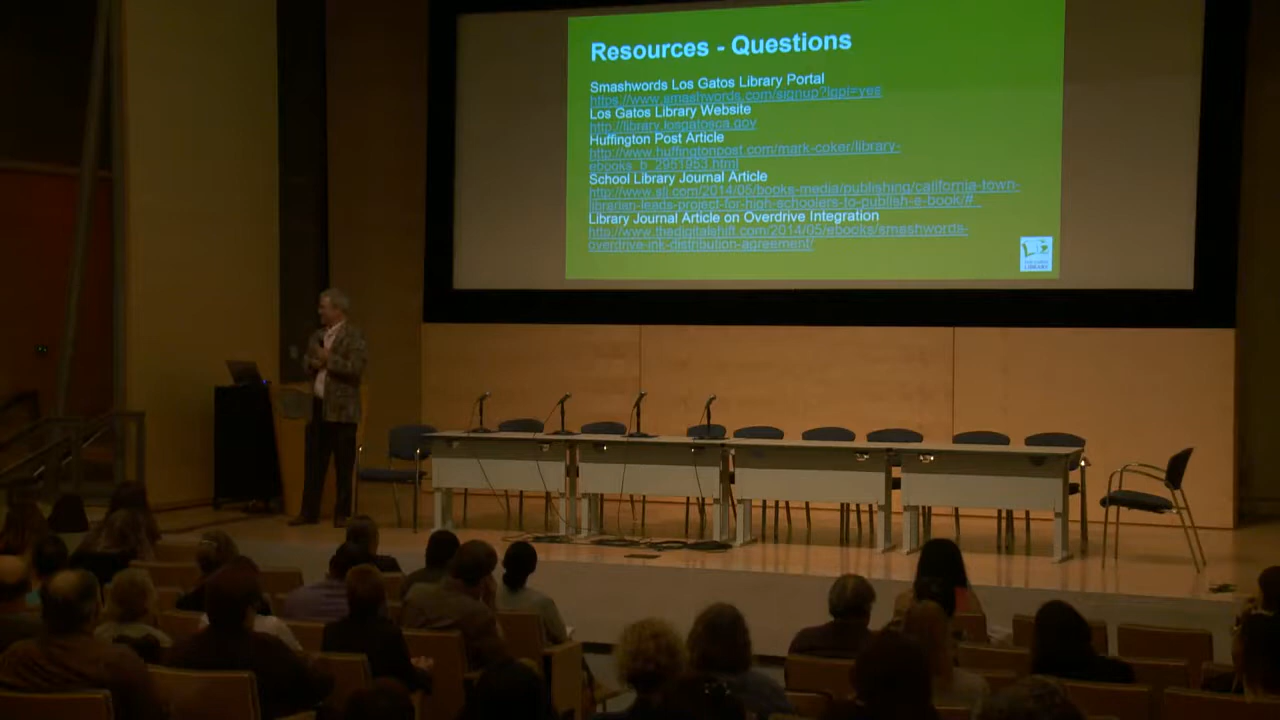 Resources - Questions
Smashwords Los Gatos Library Portal
https://www.smashwords.com/signup?lgpl=yes
Los Gatos Library Website
http://library.losgatosca.gov
Huffington Post Article
http://www.huffingtonpost.com/mark-coker/library-
ebooks_b_2951953.html
School Library Journal Article
http://www.slj.com/2014/05/books-media/publishing/california-town-
librarian-leads-project-for-high-schoolers-to-publish-e-book/#_
Library Journal Article on Overdrive Integration
http://www.thedigitalshift.com/2014/05/ebooks/smashwords-
overdrive-ink-distribution-agreement/
LIBRARY